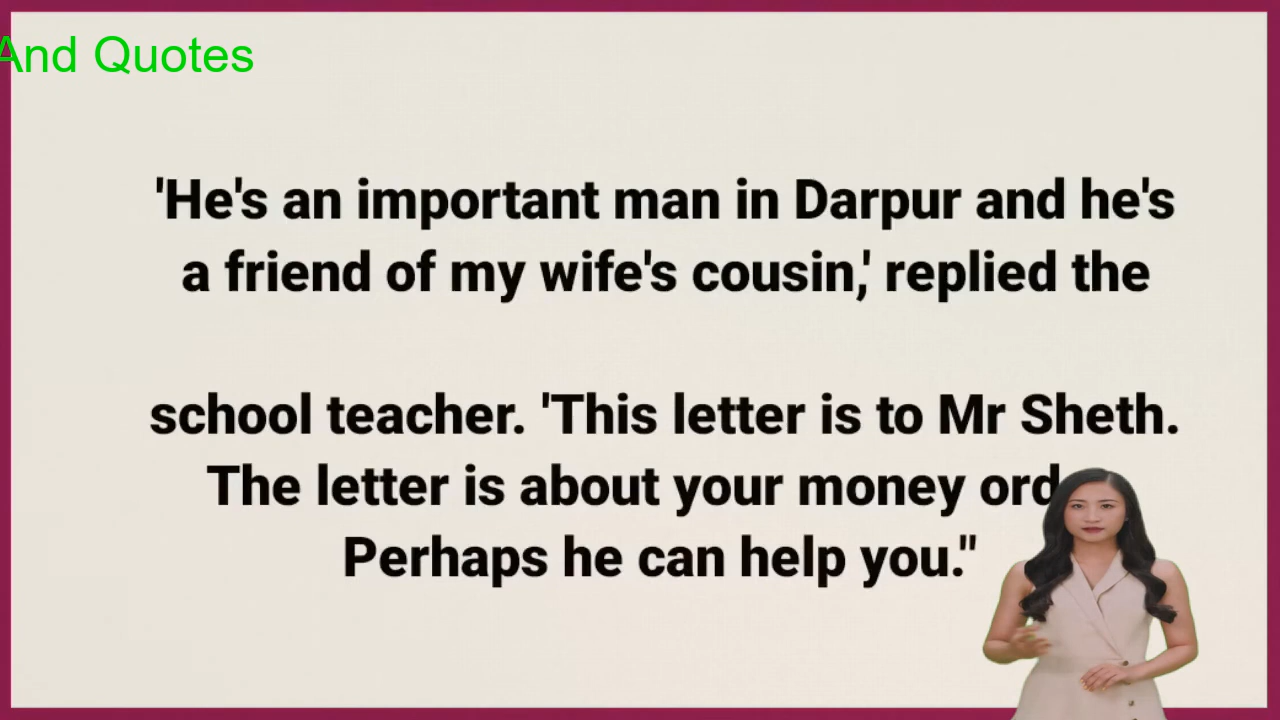 And Quotes
'He's an important man in Darpur and he's
a friend of my wife's cousin,' replied the
school teacher. 'This letter is to Mr Sheth.
The letter is about your money
Perhaps he can help you."